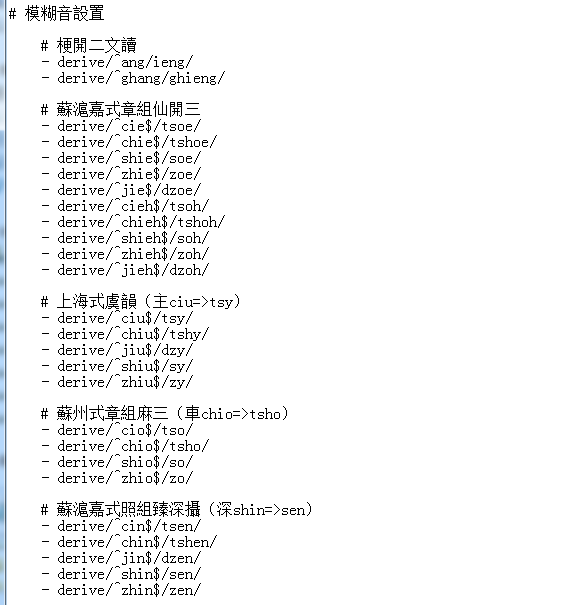 # 模糊音設置
# 梗開二文讀
- derive/^ang/ieng/
- derive/^ghang/ghieng/
# 蘇滬嘉式章組仙開三
- derive/^cie$/tsoe/
- derive/^chie$/tshoe/
- derive/^shie$/soe/
- derive/^zhie$/zoe/
- derive/^jie$/dzoe/
- derive/^cieh$/tsoh/
- derive/^chieh$/tshoh/
- derive/^shieh$/soh/
- derive/^zhieh$/zoh/
- derive/^jieh$/dzoh/
# 上海式虞韻（主ciu=>tsy）
- derive/^ciu$/tsy/
- derive/^chiu$/tshy/
- derive/^jiu$/dzy/
- derive/^shiu$/sy/
- derive/^zhiu$/zy/
# 蘇州式章組麻三（車chio=>tsho）
- derive/^cio$/tso/
- derive/^chio$/tsho/
- derive/^shio$/so/
- derive/^zhio$/zo/
# 蘇滬嘉式照組臻深攝（深shin=>sen）
- derive/^cin$/tsen/
- derive/^chin$/tshen/
- derive/^jin$/dzen/
- derive/^shin$/sen/
- derive/^zhin$/zen/